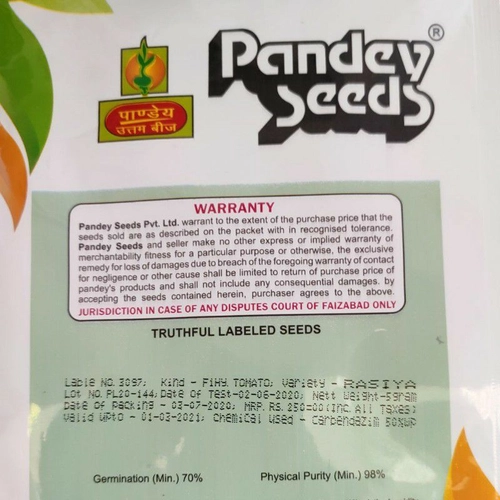 Pandey®
Seeds
पाण्डेय
उत्तम बीज
WARRANTY
Pandey Seeds Pvt. Ltd. warrant to the extent of the purchase price that the
seeds sold are as described on the packet with in recognised tolerance.
Pandey Seeds and seller make no other express or implied warranty of
merchantability fitness for a particular purpose or otherwise, the exclusive
remedy for loss of damages due to breach of the foregoing warranty of contact
for negligence or other cause shall be limited to return of purchase price of
pandey's products and shall not include any consequential damages. by
accepting the seeds contained herein, purchaser agrees to the above.
JURISDICTION IN CASE OF ANY DISPUTES COURT OF FAIZABAD ONLY
TRUTHFUL LABELED SEEDS
Lable No. 3097; Kind - F1HY. TOMATO; Variety - RASIYA
Lot No. PL20-144; Date Of Test-02-06-2020; Nett Weight-5gram
Date Of Packing - 03-07-2020; MRP. RS. 250=00(Inc. All Taxes)
Valid Upto - 01-03-2021; Chemical Used - Carbendazim 50%WP
Germination (Min.) 70% Physical Purity (Min.) 98%